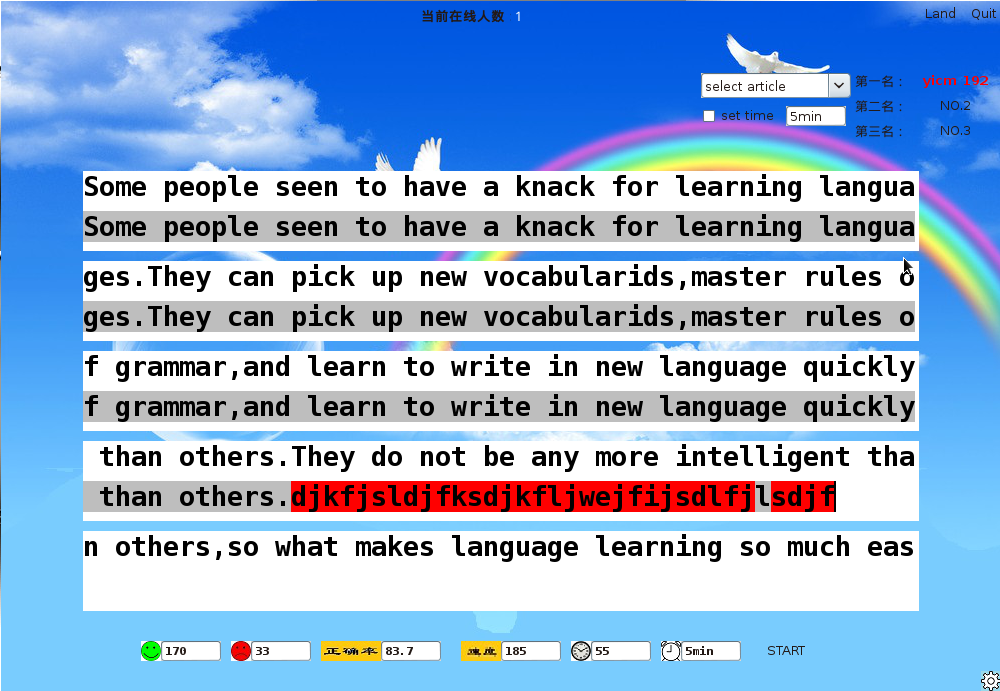 当前在线人数 1
Land Quit
select article
第一名： yicm 192
set time 5min
第二名： NO.2
第三名： NO.3
Some people seen to have a knack for learning langua
Some people seen to have a knack for learning langua
ges.They can pick up new vocabularids,master rules o
ges.They can pick up new vocabularids,master rules o
f grammar,and learn to write in new language quickly
f grammar,and learn to write in new language quickly
than others.They do not be any more intelligent tha
than others.djkfjsldjfksdjkfljwejfijsdlfjlsdjf
n others,so what makes language learning so much eas
170 33 正确率 83.7 速度 185 55 5min START